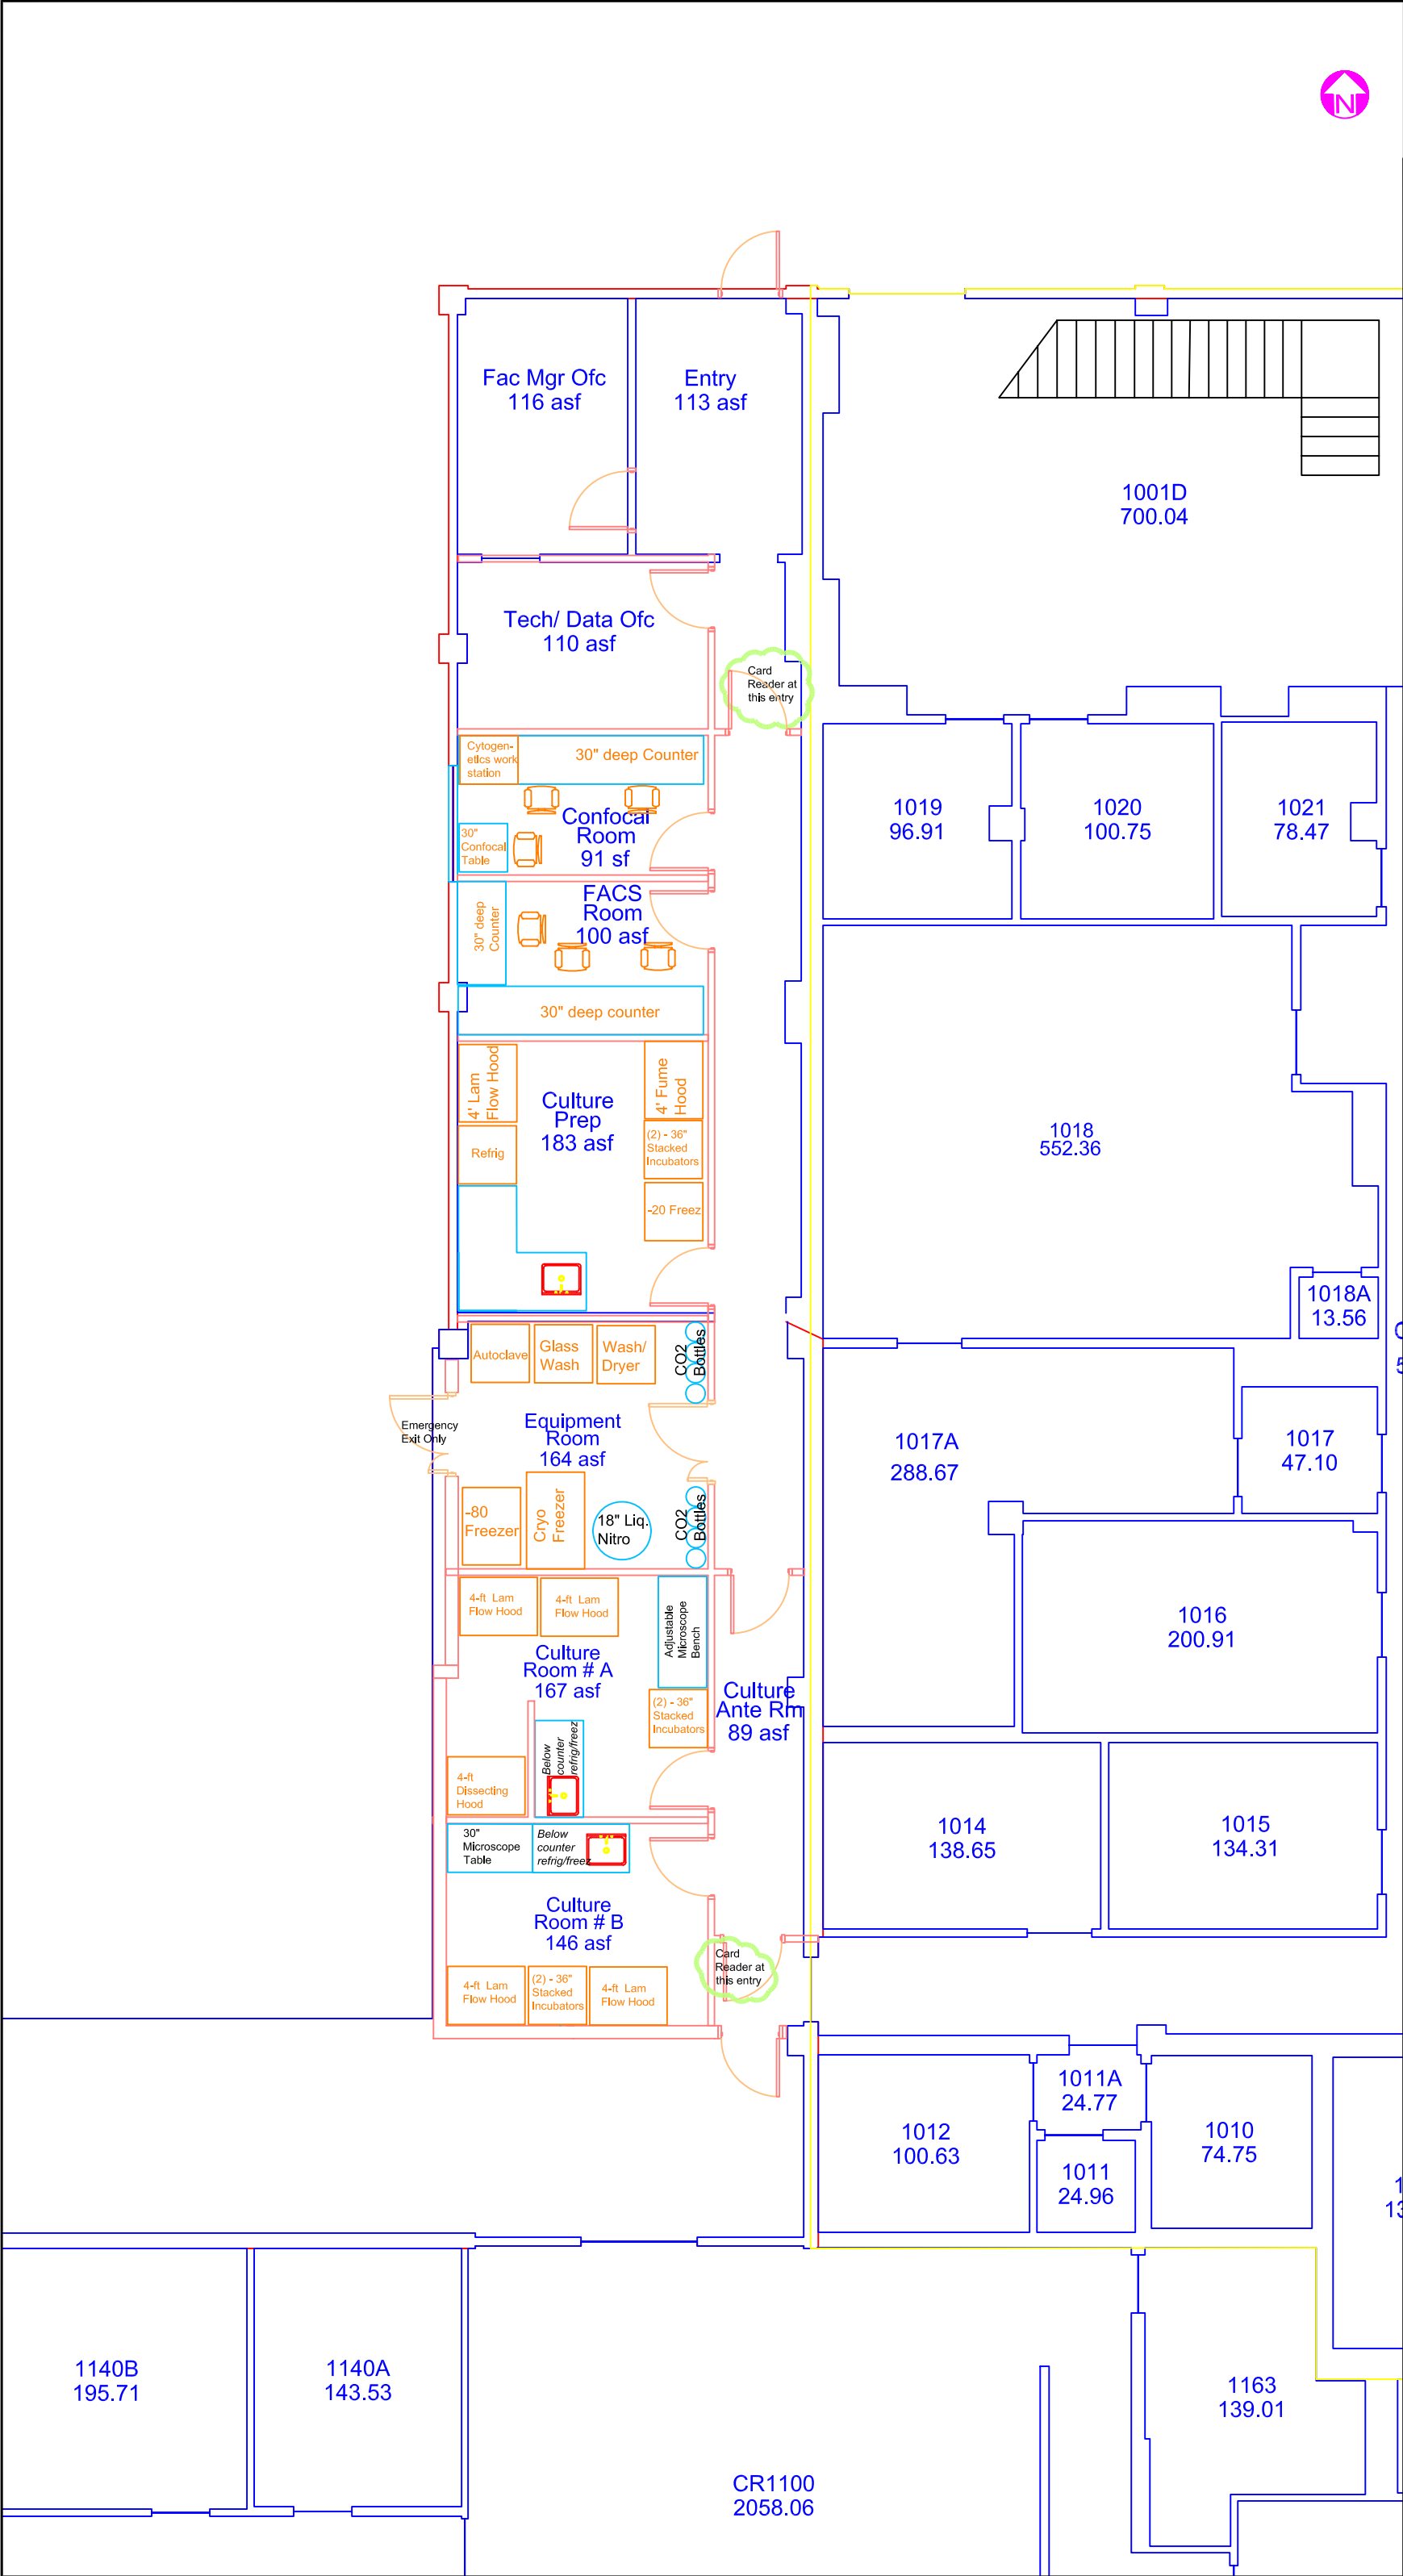 N
Fac Mgr Ofc
116 asf
Entry
113 asf
1001D
700.04
Tech/ Data Ofc
110 asf
Card
Reader at
this entry
Cytogen-
etics work
station
30" deep Counter
Confocal
Room
91 sf
30"
Confocal
Table
1019
96.91
1020
100.75
1021
78.47
FACS
Room
100 asf
30" deep
Counter
30" deep counter
4' Lam
Flow Hood
Culture
Prep
183 asf
4' Fume
Hood
Refrig
(2) - 36"
Stacked
Incubators
-20 Freez
1018
552.36
1018A
13.56
Autoclave
Glass
Wash
Wash/
Dryer
CO2
Bottles
Emergency
Exit Only
Equipment
Room
164 asf
1017A
288.67
1017
47.10
-80
Freezer
Cryo
Freezer
18" Liq.
Nitro
CO2
Bottles
4-ft Lam
Flow Hood
4-ft Lam
Flow Hood
Adjustable
Microscope
Bench
1016
200.91
Culture
Room # A
167 asf
(2) - 36"
Stacked
Incubators
Culture
Ante Rm
89 asf
Below
counter
refrig/freez
4-ft
Dissecting
Hood
1014
138.65
1015
134.31
30"
Microscope
Table
Below
counter
refrig/freez
Culture
Room # B
146 asf
Card
Reader at
this entry
4-ft Lam
Flow Hood
(2) - 36"
Stacked
Incubators
4-ft Lam
Flow Hood
1011A
24.77
1012
100.63
1010
74.75
1011
24.96
1140B
195.71
1140A
143.53
1163
139.01
CR1100
2058.06